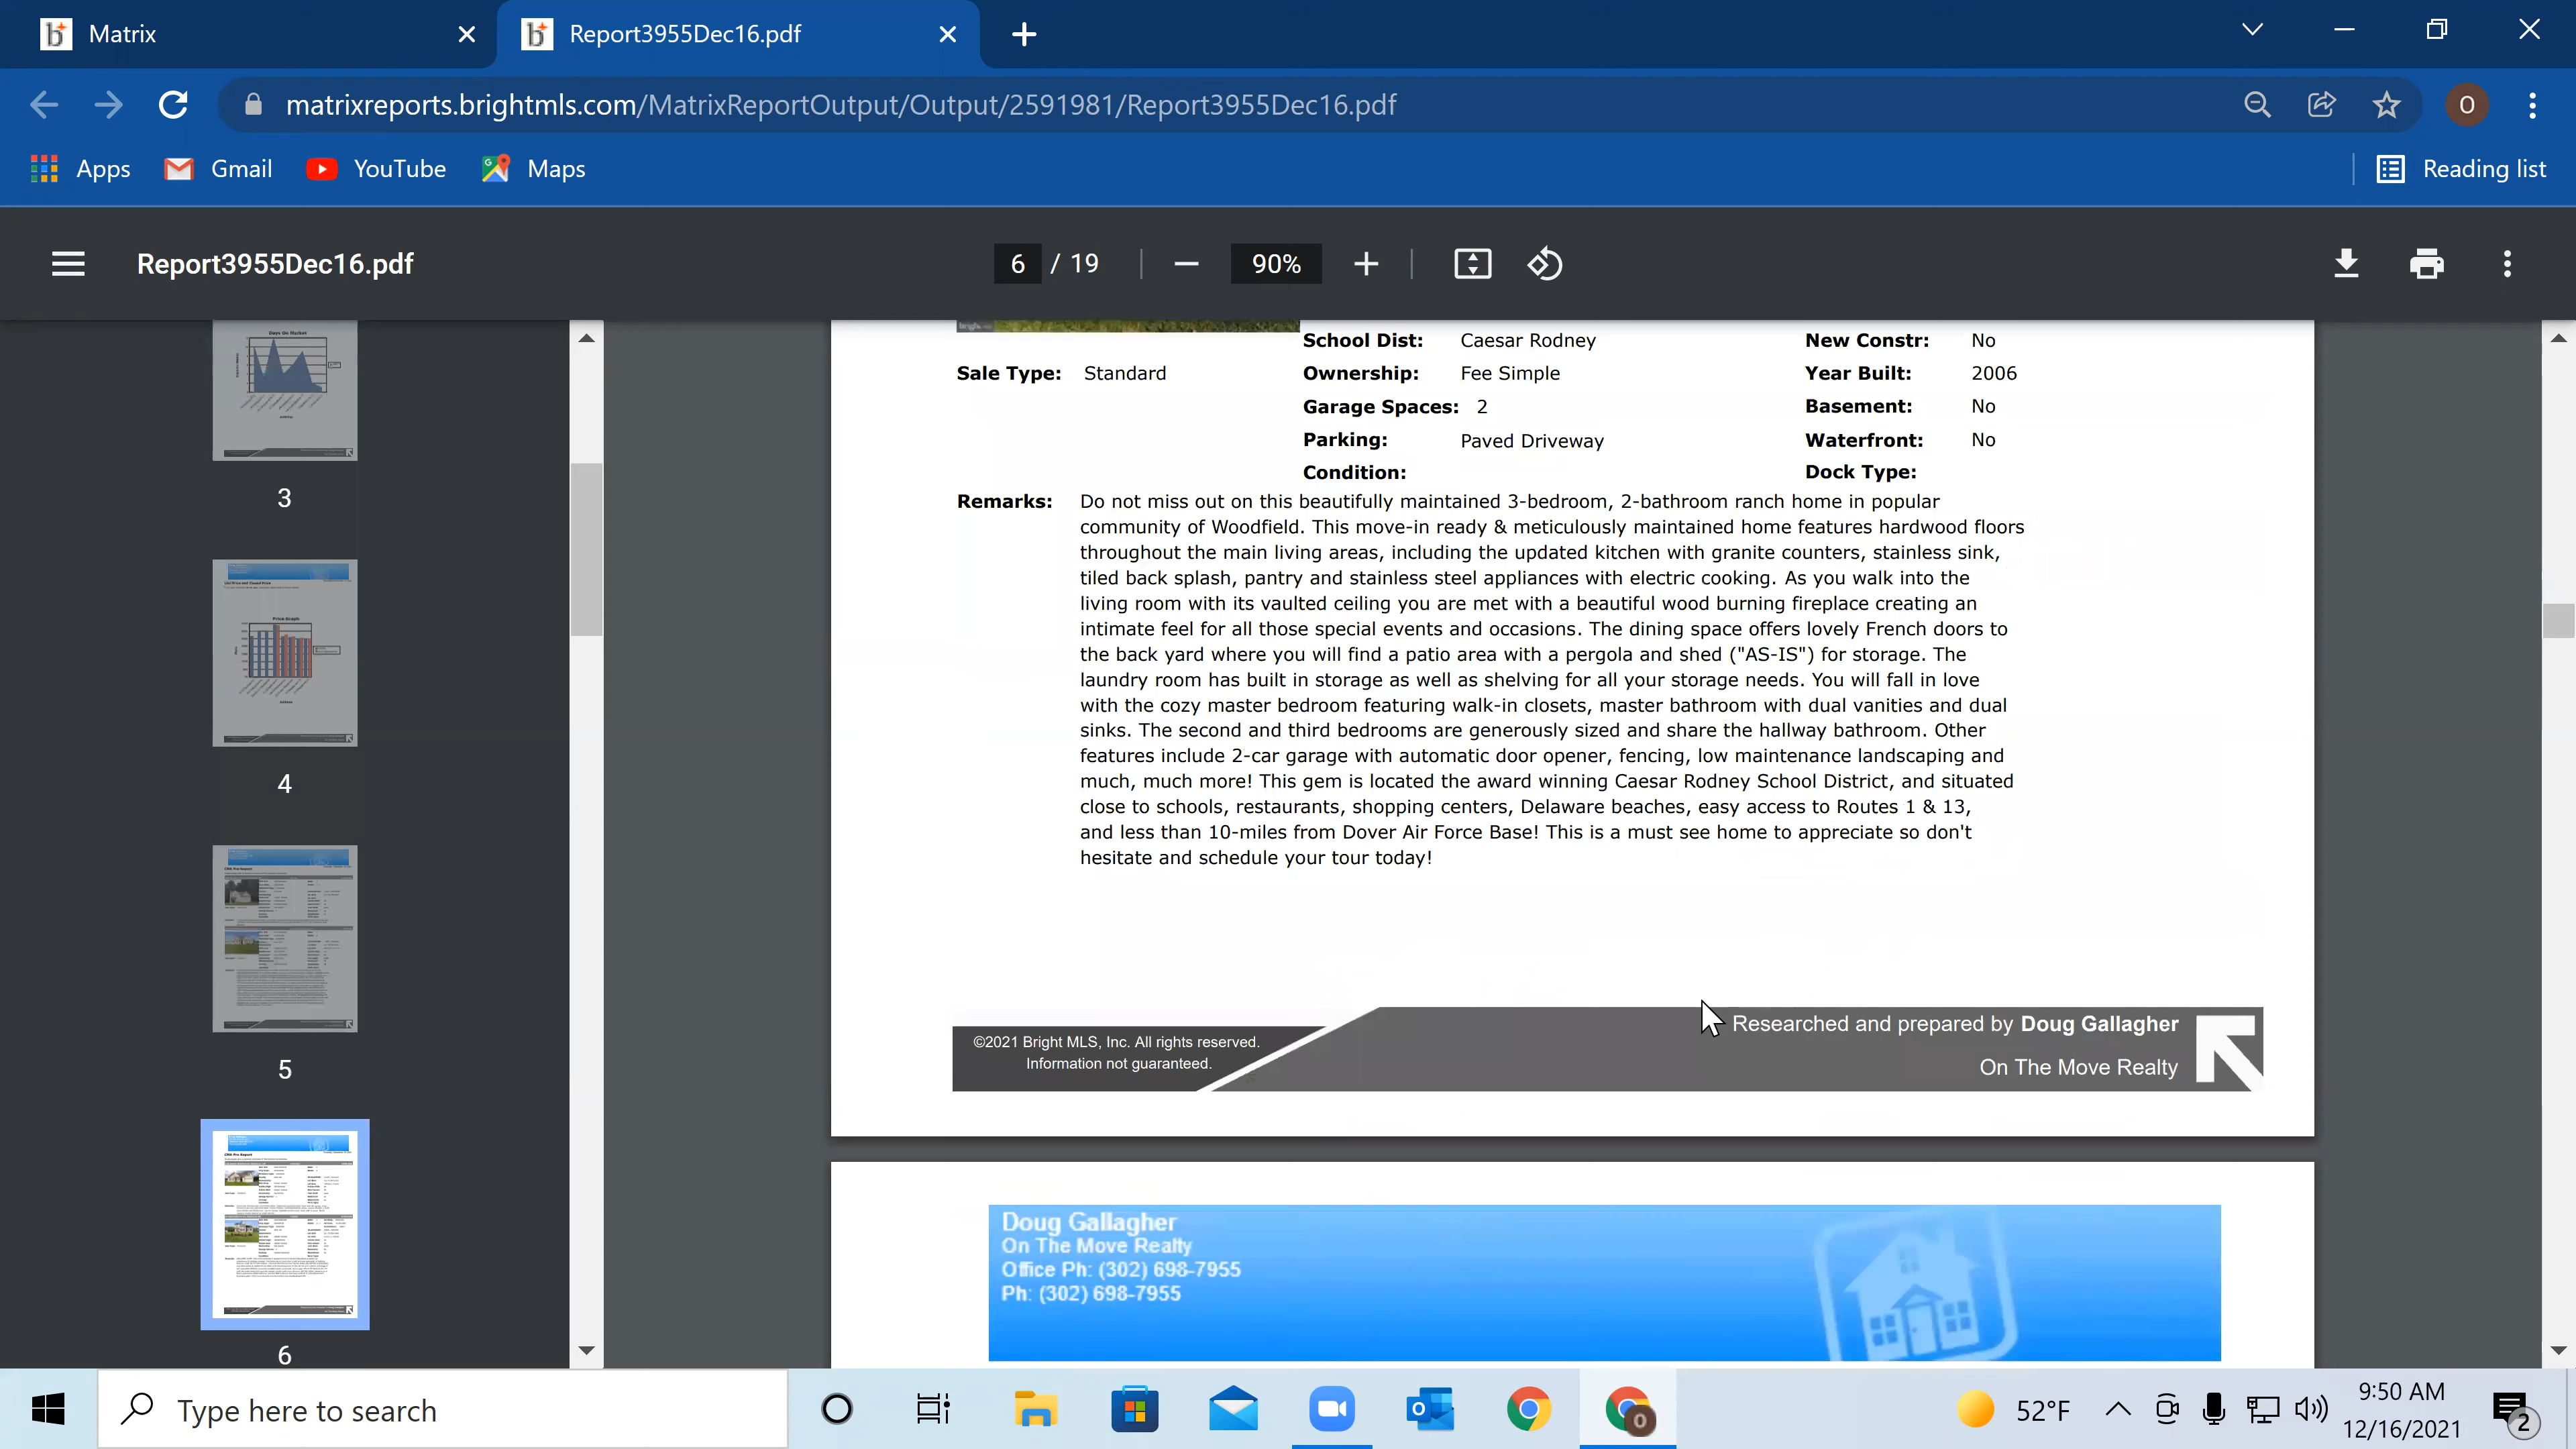 Matrix
Report3955Dec16.pdf
matrixreports.brightmls.com/MatrixReportOutput/Output/2591981/Report3955Dec16.pdf
O
Apps
Gmail
YouTube
Maps
Reading list
Report3955Dec16.pdf
6 / 19
90%
Days On Market
3
Price Graph
4
CMA Pro Report
5
CMA Pro Report
6
School Dist: Caesar Rodney
New Constr: No
Sale Type: Standard
Ownership: Fee Simple
Year Built: 2006
Garage Spaces: 2
Basement: No
Parking: Paved Driveway
Waterfront: No
Condition:
Dock Type:
Remarks: Do not miss out on this beautifully maintained 3-bedroom, 2-bathroom ranch home in popular
community of Woodfield. This move-in ready & meticulously maintained home features hardwood floors
throughout the main living areas, including the updated kitchen with granite counters, stainless sink,
tiled back splash, pantry and stainless steel appliances with electric cooking. As you walk into the
living room with its vaulted ceiling you are met with a beautiful wood burning fireplace creating an
intimate feel for all those special events and occasions. The dining space offers lovely French doors to
the back yard where you will find a patio area with a pergola and shed ("AS-IS") for storage. The
laundry room has built in storage as well as shelving for all your storage needs. You will fall in love
with the cozy master bedroom featuring walk-in closets, master bathroom with dual vanities and dual
sinks. The second and third bedrooms are generously sized and share the hallway bathroom. Other
features include 2-car garage with automatic door opener, fencing, low maintenance landscaping and
much, much more! This gem is located the award winning Caesar Rodney School District, and situated
close to schools, restaurants, shopping centers, Delaware beaches, easy access to Routes 1 & 13,
and less than 10-miles from Dover Air Force Base! This is a must see home to appreciate so don't
hesitate and schedule your tour today!
©2021 Bright MLS, Inc. All rights reserved.
Information not guaranteed.
Researched and prepared by Doug Gallagher
On The Move Realty
Doug Gallagher
On The Move Realty
Office Ph: (302) 698-7955
Ph: (302) 698-7955
Type here to search
52°F
9:50 AM
12/16/2021
2